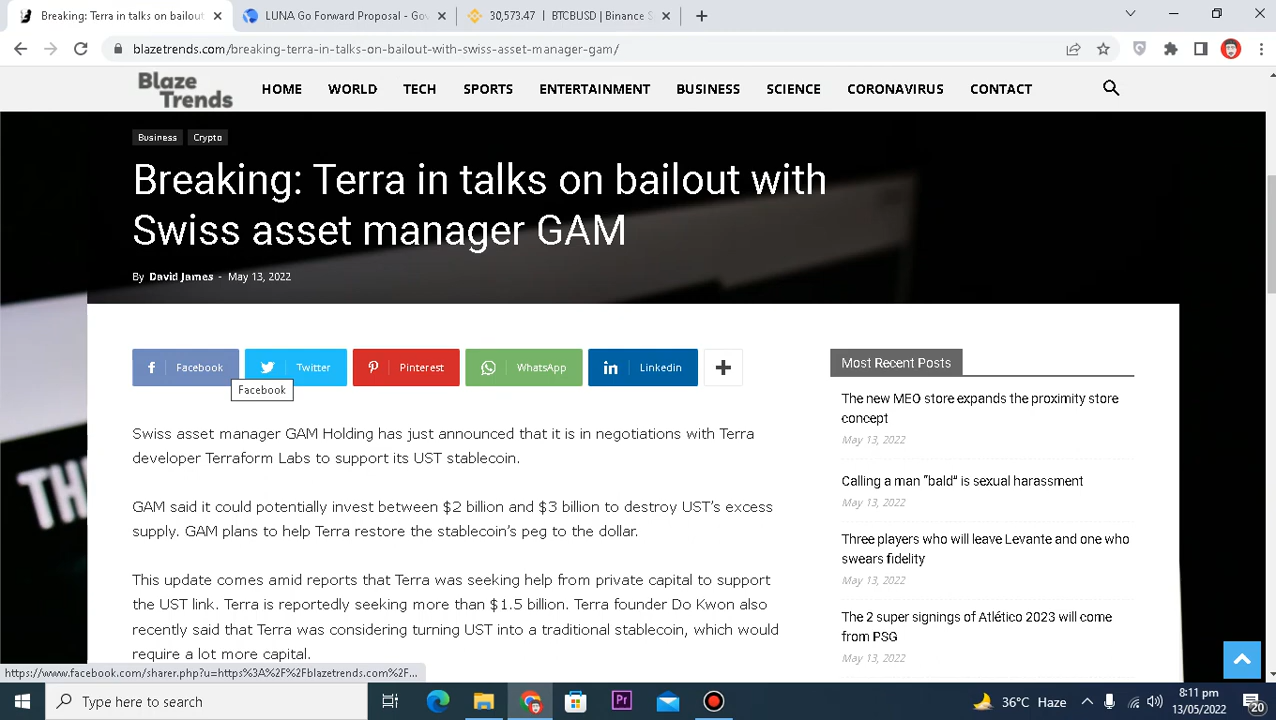 Breaking: Terra in talks on bailout
LUNA Go Forward Proposal - Gov
30,573.47 | BTCBUSD | Binance S
blazetrends.com/breaking-terra-in-talks-on-bailout-with-swiss-asset-manager-gam/
Blaze
Trends
HOME WORLD TECH SPORTS ENTERTAINMENT BUSINESS SCIENCE CORONAVIRUS CONTACT
Business Crypto
Breaking: Terra in talks on bailout with
Swiss asset manager GAM
By David James - May 13, 2022
Facebook Twitter Pinterest WhatsApp Linkedin
Facebook
Swiss asset manager GAM Holding has just announced that it is in negotiations with Terra
developer Terraform Labs to support its UST stablecoin.
GAM said it could potentially invest between $2 billion and $3 billion to destroy UST's excess
supply. GAM plans to help Terra restore the stablecoin's peg to the dollar.
This update comes amid reports that Terra was seeking help from private capital to support
the UST link. Terra is reportedly seeking more than $1.5 billion. Terra founder Do Kwon also
recently said that Terra was considering turning UST into a traditional stablecoin, which would
require a lot more capital.
Most Recent Posts
The new MEO store expands the proximity store
concept
May 13, 2022
Calling a man "bald" is sexual harassment
May 13, 2022
Three players who will leave Levante and one who
swears fidelity
May 13, 2022
The 2 super signings of Atlético 2023 will come
from PSG
May 13, 2022
TH
https://www.facebook.com/sharer.php?u=https%3A%2F%2Fblazetrends.com%2F...
Type here to search
Pr
36°C Haze
8:11 pm
13/05/2022
20